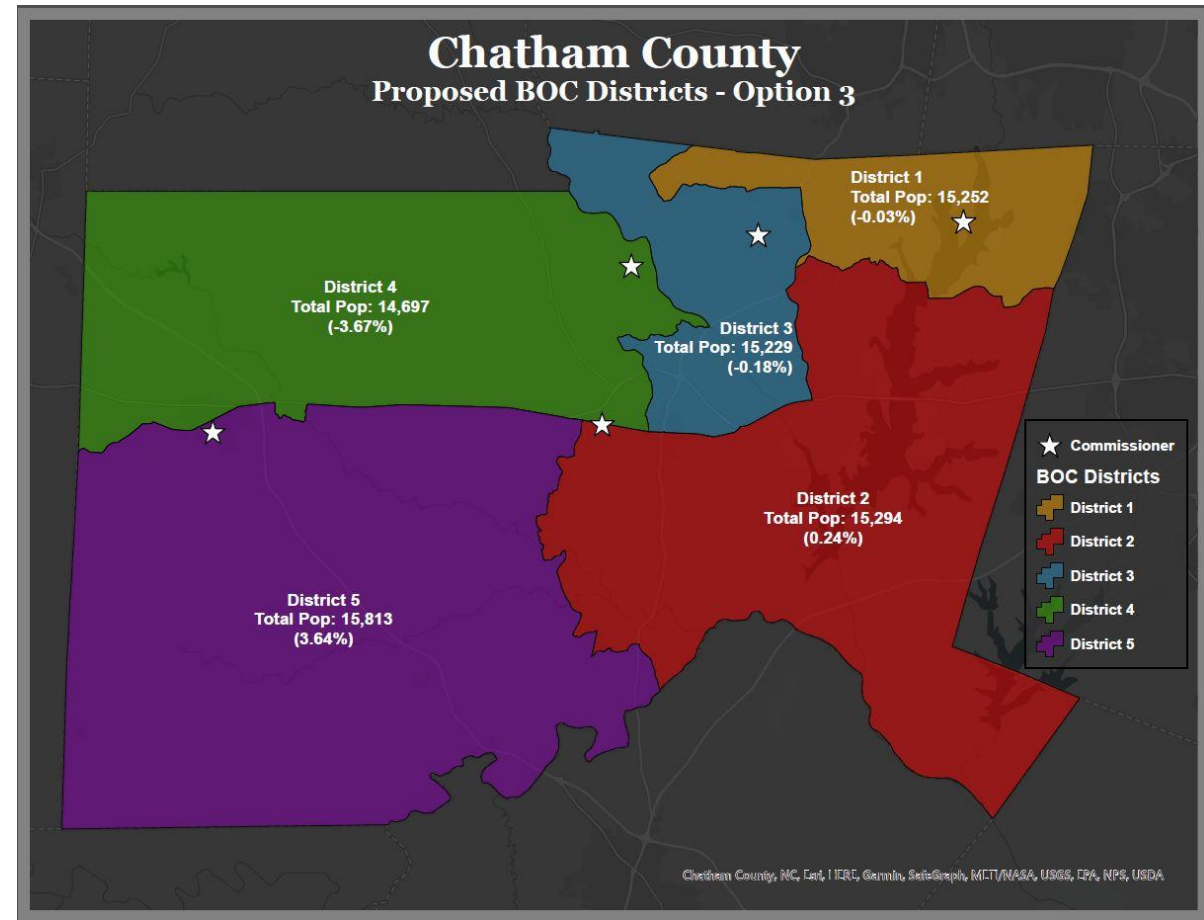 Chatham County
Proposed BOC Districts - Option 3
District 1
Total Pop: 15,252
(-0.03%)
District 4
Total Pop: 14,697
(-3.67%)
District 3
Total Pop: 15,229
(-0.18%)
District 2
Total Pop: 15,294
(0.24%)
District 5
Total Pop: 15,813
(3.64%)
Commissioner
BOC Districts
District 1
District 2
District 3
District 4
District 5
Chatham County, NC, Esri, HERE, Garmin, SafeGraph, METI/NASA, USGS, EPA, NPS, USDA